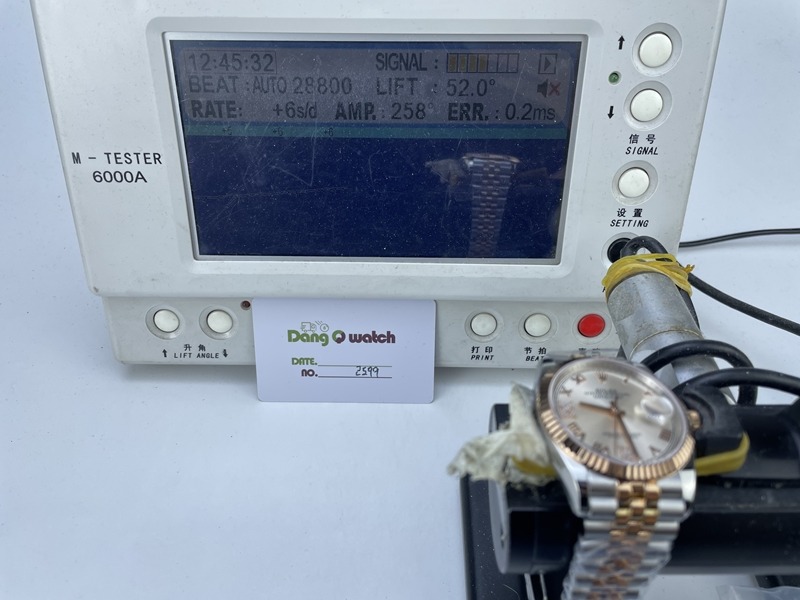 12:45:32 SIGNAL :
BEAT : AUTO 28800 LIFT : 52.0°
RATE: +6s/d AMP. : 258° ERR. : 0.2ms
M - TESTER
6000A
信号
SIGNAL
设置
SETTING
升角
LIFT ANGLE
打印
PRINT
节拍
BEAT
Dang O watch
DATE.
NO. 2599